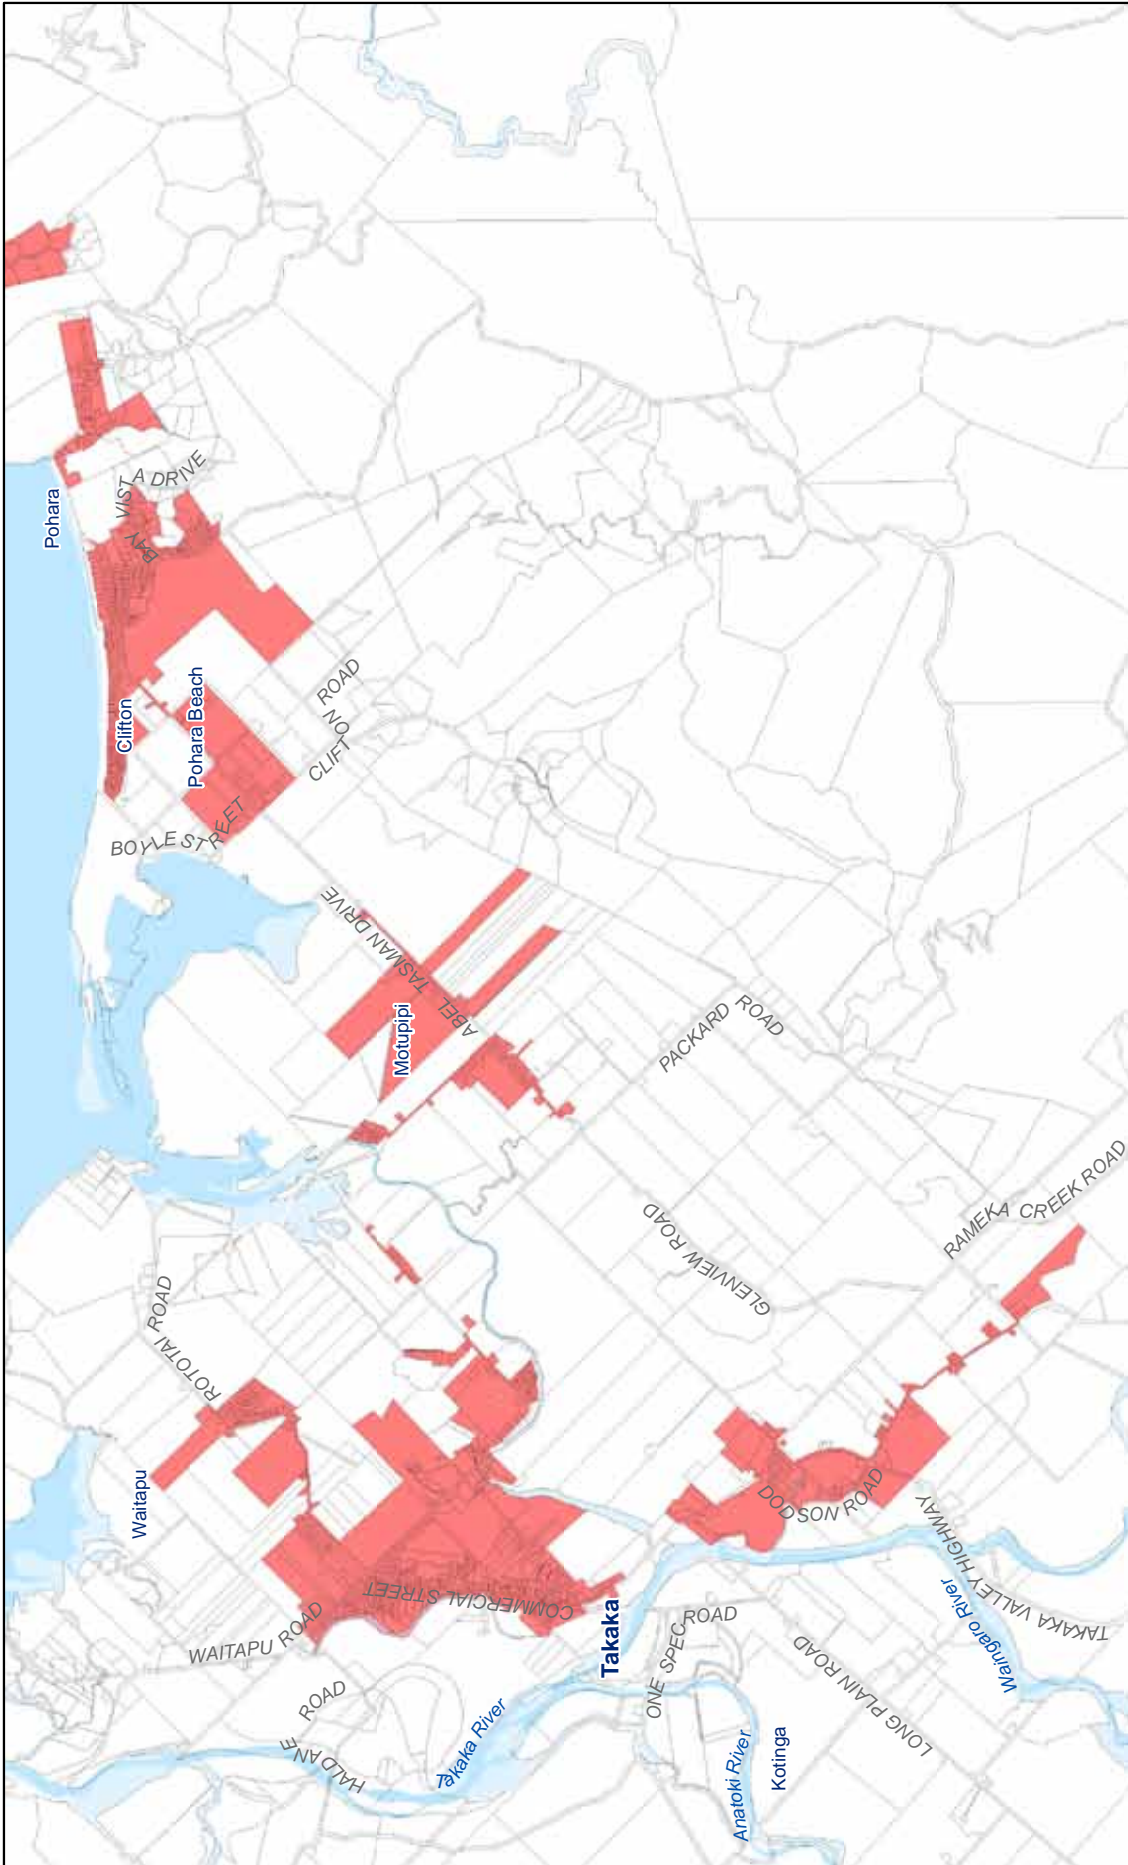 Pohara
BAY VISTA DRIVE
Clifton
Pohara Beach
CLIFTON ROAD
BOYLE STREET
ABEL TASMAN DRIVE
Motupipi
PACKARD ROAD
GLENVIEW ROAD
RAMEKA CREEK ROAD
ROTOTAI ROAD
Waitapu
DODSON ROAD
COMMERCIAL STREET
Takaka
WAITAPU ROAD
HALDANE ROAD
Takaka River
ONE SPEC ROAD
Anatoki River
Kotinga
LONG PLAIN ROAD
Waingaro River
TAKAKA VALLEY HIGHWAY